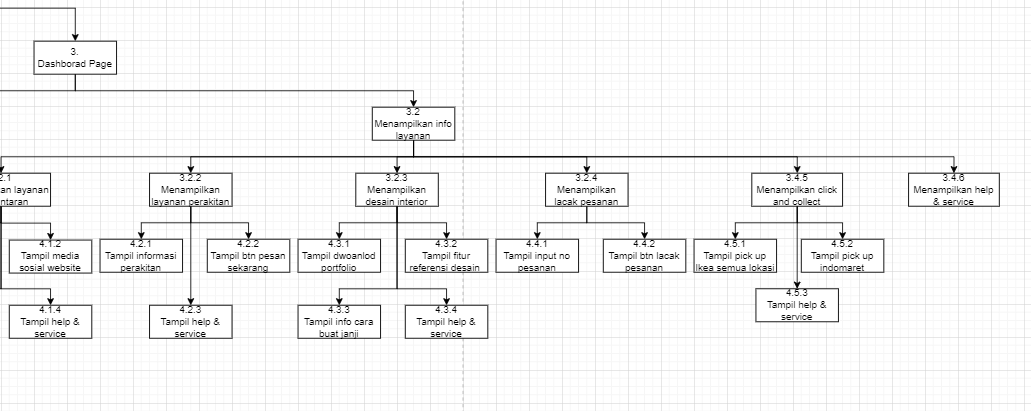 3.
Dashborad Page
3.2
Menampilkan info
layanan
2.1
an layanan
ntaran
3.2.2
Menampilkan
layanan perakitan
3.2.3
Menampilkan
desain interior
3.2.4
Menampilkan
lacak pesanan
3.4.5
Menampilkan click
and collect
3.4.6
Menampilkan help
& service
4.1.2
Tampil media
sosial website
4.2.1
Tampil informasi
perakitan
4.2.2
Tampil btn pesan
sekarang
4.3.1
Tampil dwoanlod
portfolio
4.3.2
Tampil fitur
referensi desain
4.4.1
Tampil input no
pesanan
4.4.2
Tampil btn lacak
pesanan
4.5.1
Tampil pick up
Ikea semua lokasi
4.5.2
Tampil pick up
indomaret
4.5.3
Tampil help &
service
4.1.4
Tampil help &
service
4.2.3
Tampil help &
service
4.3.3
Tampil info cara
buat janji
4.3.4
Tampil help &
service